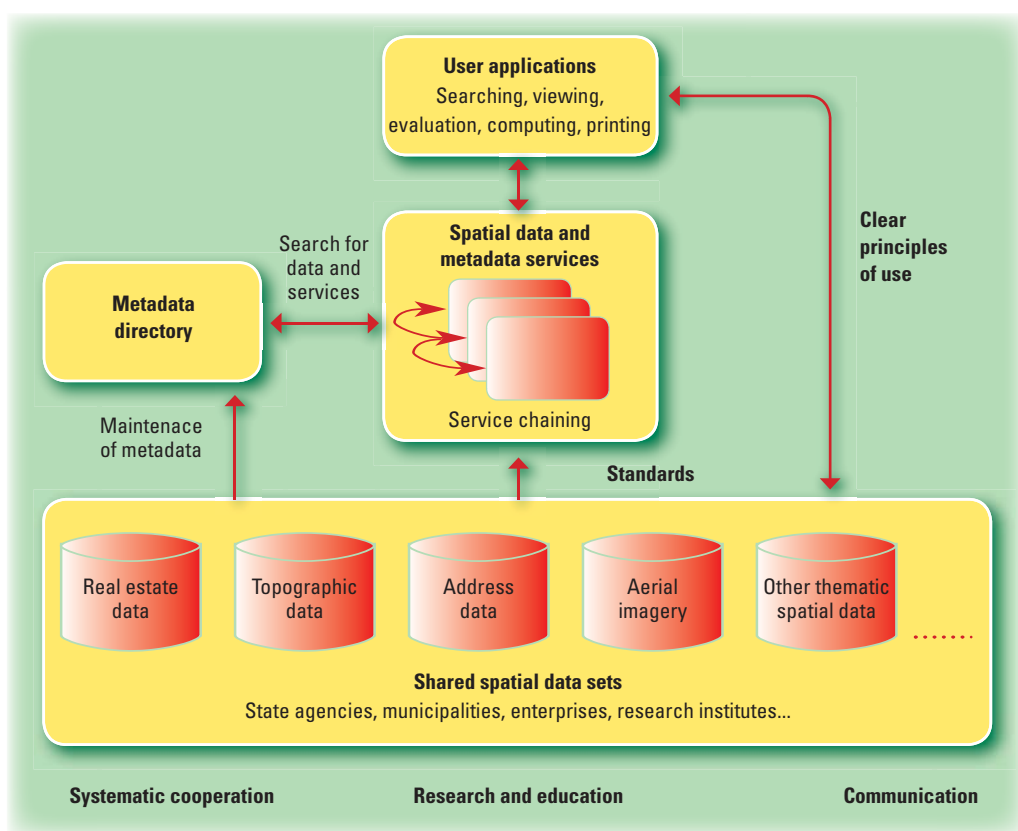 User applications
Searching, viewing,
evaluation, computing, printing
Clear
principles
of use
Spatial data and
metadata services
Service chaining
Search for
data and
services
Metadata
directory
Maintenace
of metadata
Standards
Real estate
data
Topographic
data
Address
data
Aerial
imagery
Other thematic
spatial data
Shared spatial data sets
State agencies, municipalities, enterprises, research institutes...
Systematic cooperation
Research and education
Communication